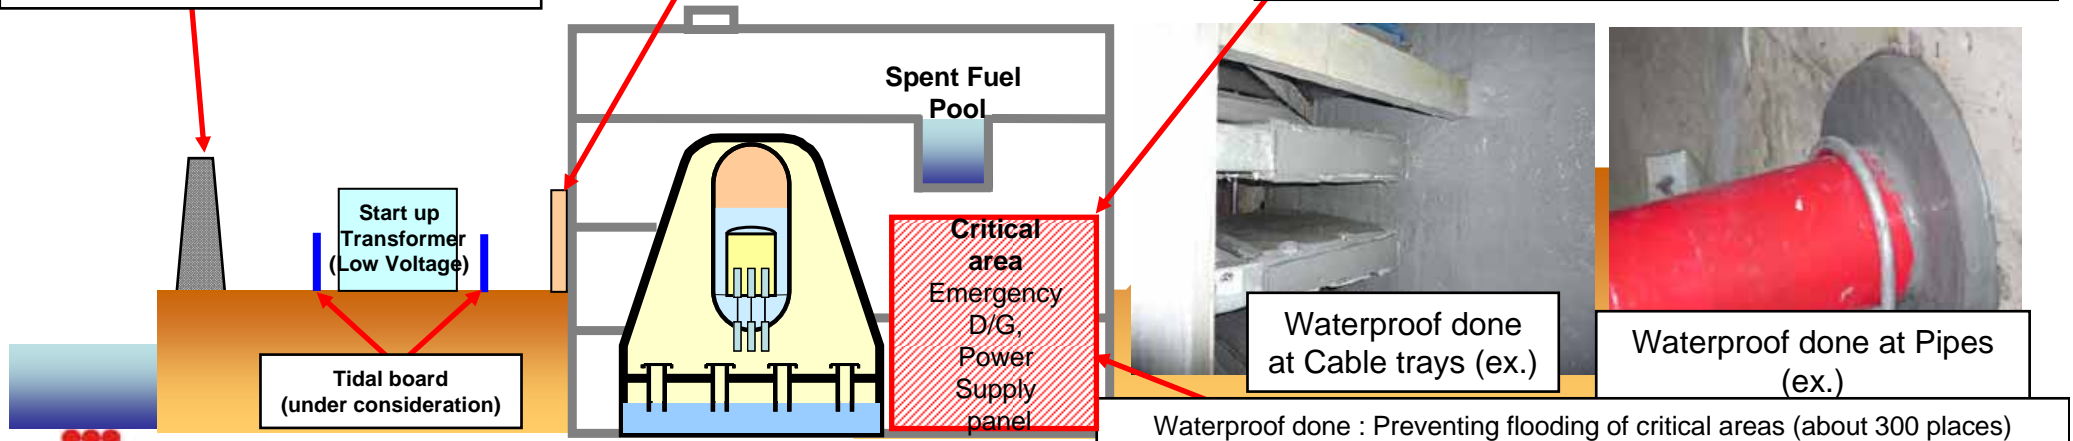 Spent Fuel
Pool
Start up
Transformer
(Low Voltage)
Critical
area
Emergency
D/G,
Power
Supply
panel
Tidal board
(under consideration)
Waterproof done
at Cable trays (ex.)
Waterproof done at Pipes
(ex.)
Waterproof done : Preventing flooding of critical areas (about 300 places)